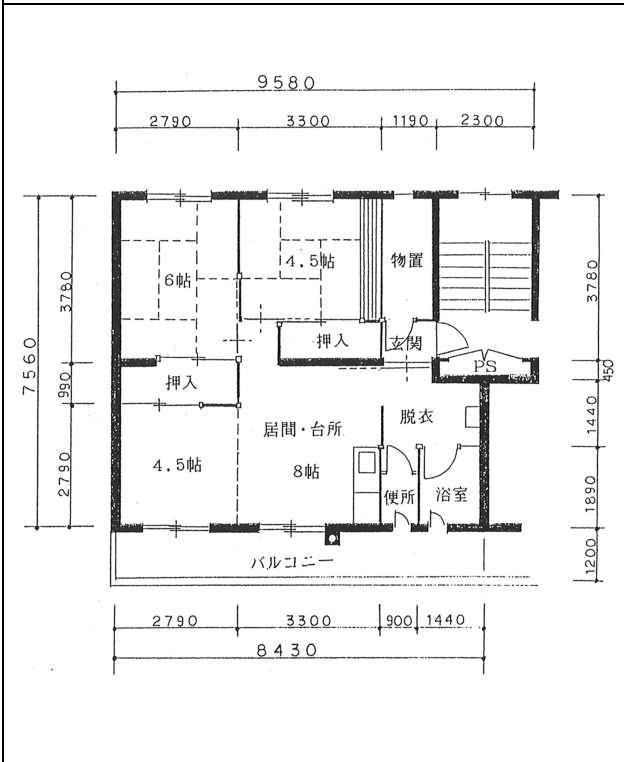 9580
2790 3300 1190 2300
7560
3780
990
2790
6帖
4.5帖
物置
押入
玄関
PS
押入
居間・台所
8帖
脱衣
4.5帖
便所
浴室
バルコニー
3780
450
1440
1890
1200
2790 3300 900 1440
8430